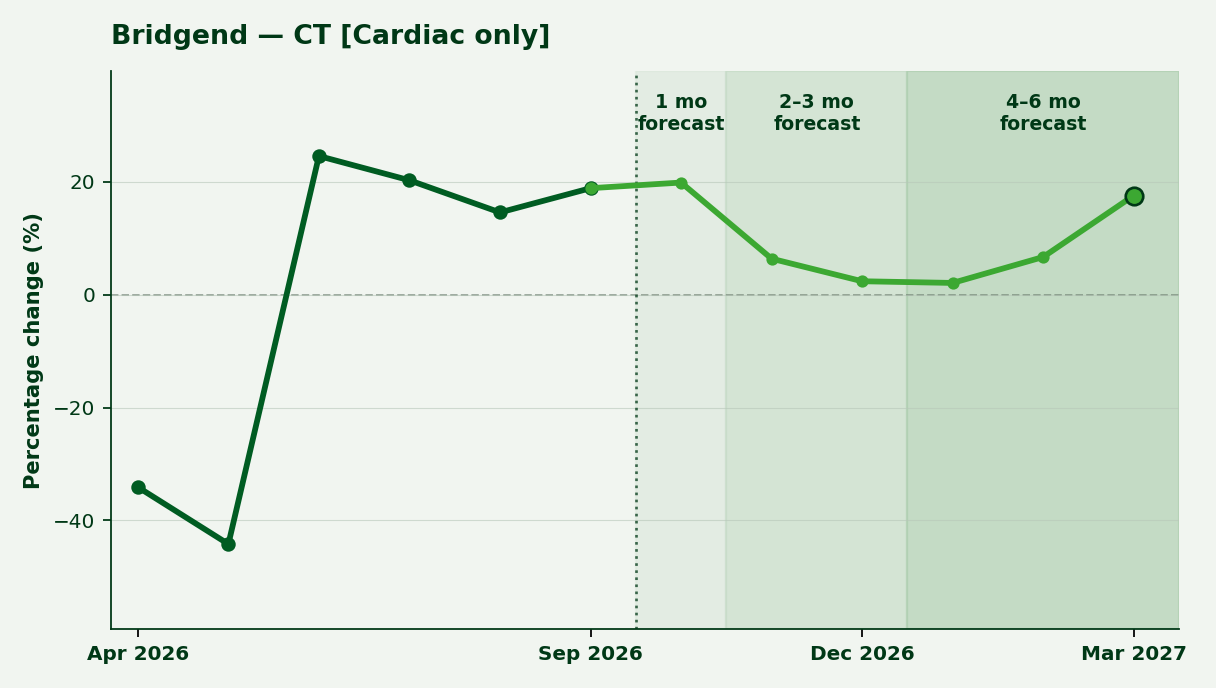 Bridgend — CT [Cardiac only]
1 mo
forecast
2–3 mo
forecast
4–6 mo
forecast
Percentage change (%)
20
0
−20
−40
Apr 2026
Sep 2026
Dec 2026
Mar 2027